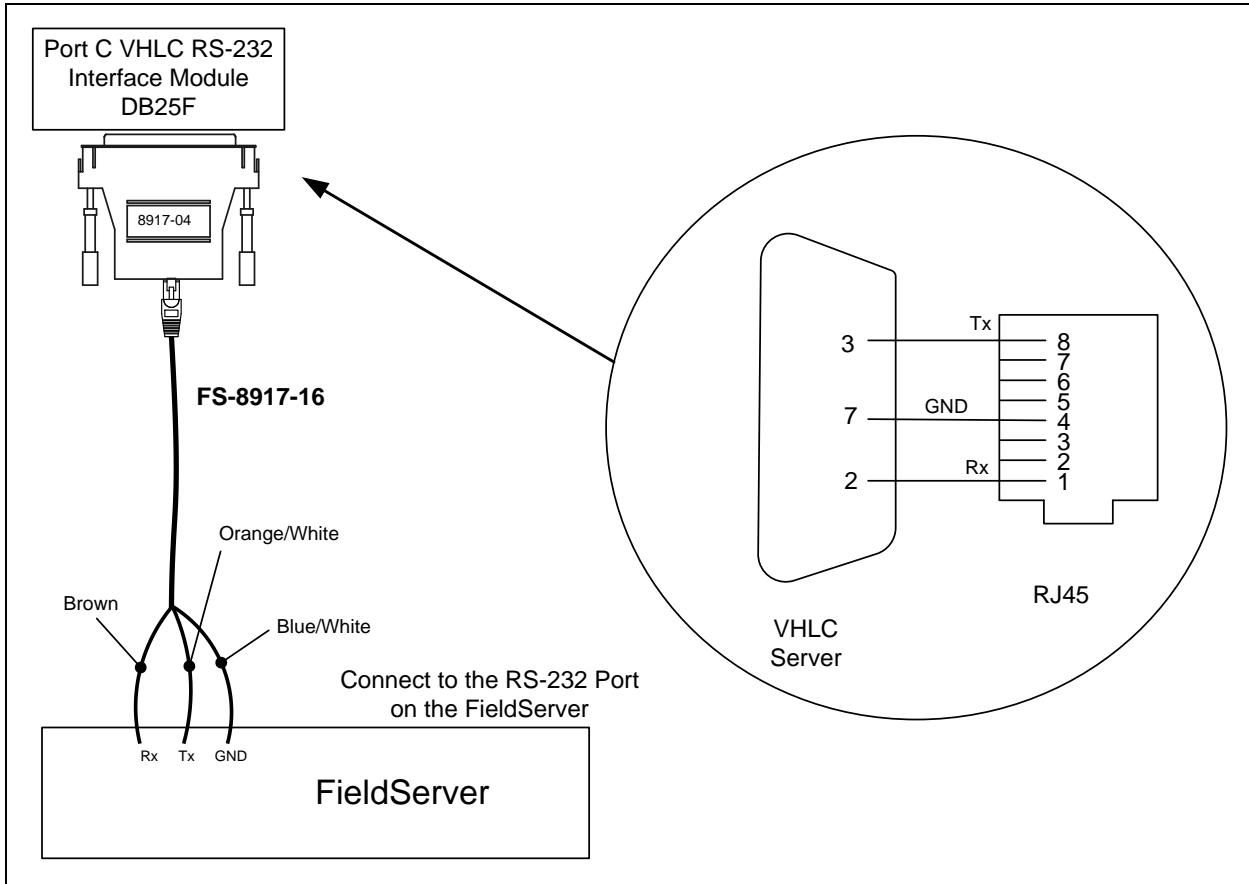 Port C VHLC RS-232
Interface Module
DB25F
8917-04
FS-8917-16
Orange/White
Brown
Blue/White
Connect to the RS-232 Port
on the FieldServer
Rx Tx GND
FieldServer
3
7
2
Tx
GND
Rx
8
7
6
5
4
3
2
1
RJ45
VHLC
Server